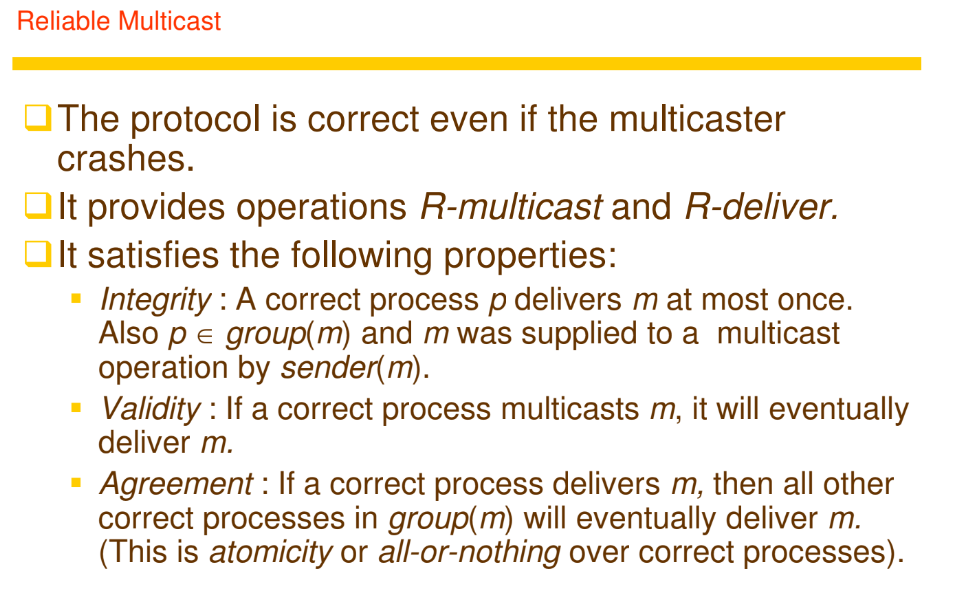 Reliable Multicast
The protocol is correct even if the multicaster
crashes.
It provides operations R-multicast and R-deliver.
It satisfies the following properties:
Integrity : A correct process p delivers m at most once.
Also p ∈ group(m) and m was supplied to a multicast
operation by sender(m).
Validity : If a correct process multicasts m, it will eventually
deliver m.
Agreement : If a correct process delivers m, then all other
correct processes in group(m) will eventually deliver m.
(This is atomicity or all-or-nothing over correct processes).